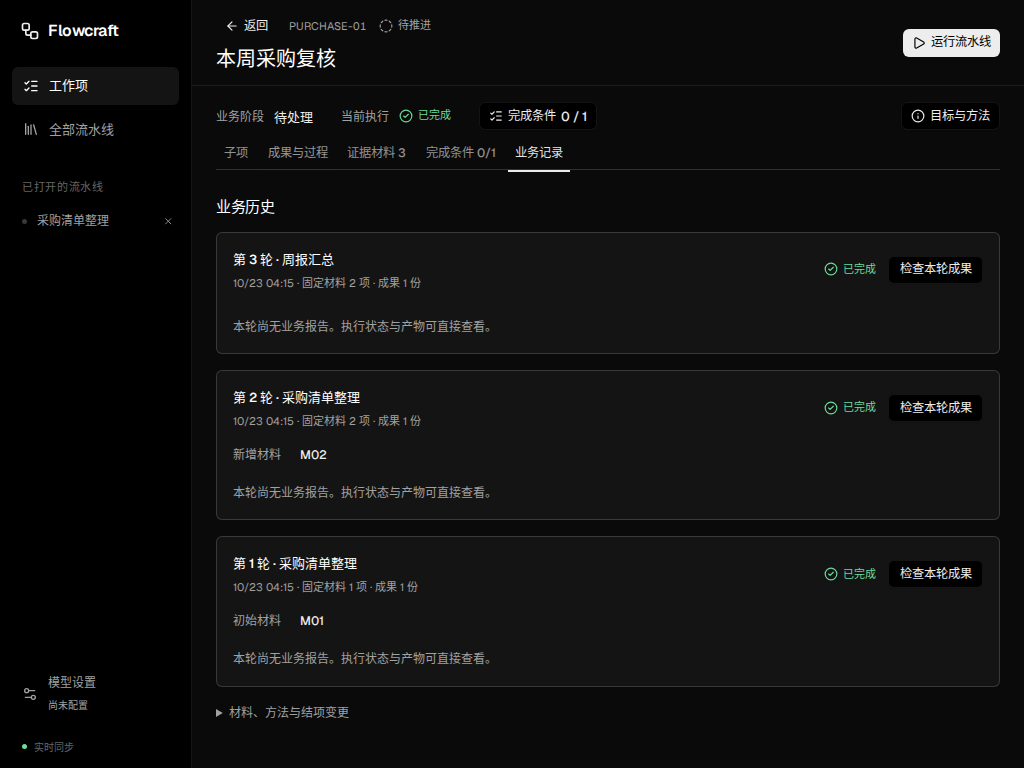 Flowcraft
工作项
全部流水线
已打开的流水线
采购清单整理
模型设置
尚未配置
实时同步
返回 PURCHASE-01 待推进
本周采购复核
运行流水线
业务阶段 待处理 当前执行 已完成 完成条件 0 / 1 目标与方法
子项 成果与过程 证据材料 3 完成条件 0/1 业务记录
业务历史
第 3 轮 · 周报汇总
10/23 04:15 · 固定材料 2 项 · 成果 1 份
已完成 检查本轮成果
本轮尚无业务报告。执行状态与产物可直接查看。
第 2 轮 · 采购清单整理
10/23 04:15 · 固定材料 2 项 · 成果 1 份
已完成 检查本轮成果
新增材料 M02
本轮尚无业务报告。执行状态与产物可直接查看。
第 1 轮 · 采购清单整理
10/23 04:15 · 固定材料 1 项 · 成果 1 份
已完成 检查本轮成果
初始材料 M01
本轮尚无业务报告。执行状态与产物可直接查看。
材料、方法与结项变更